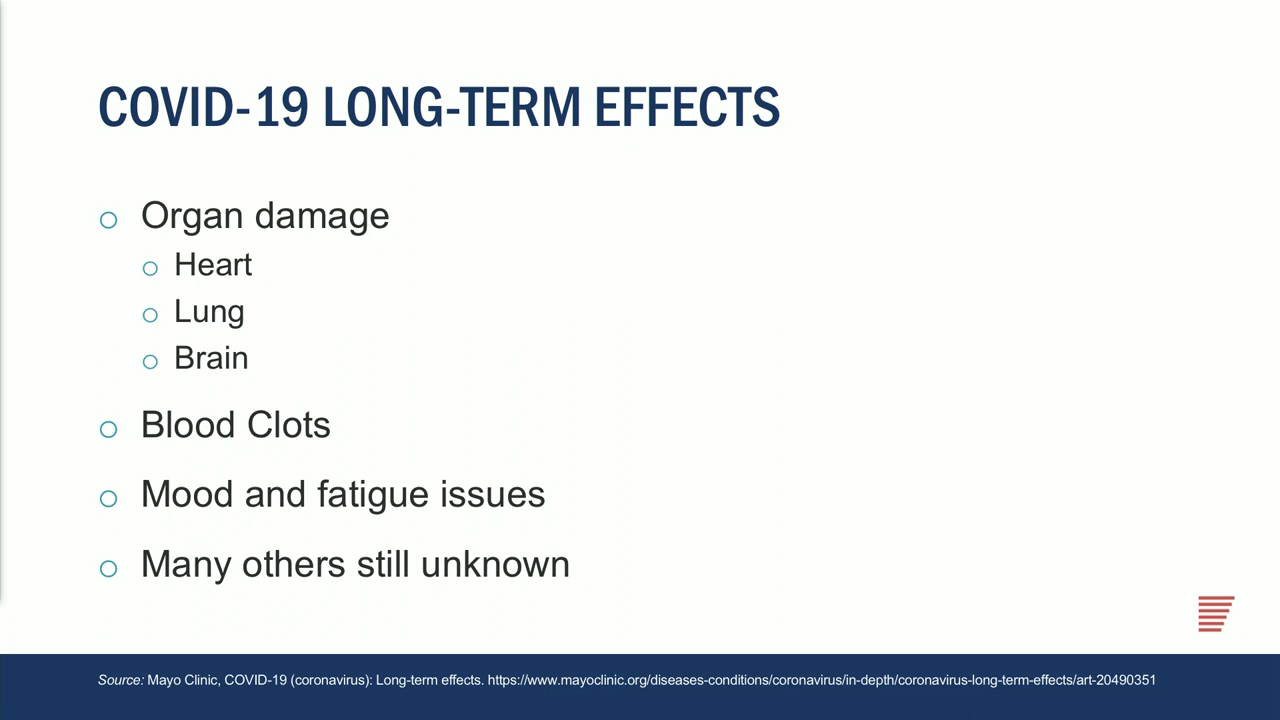 COVID-19 LONG-TERM EFFECTS
Organ damage
Heart
Lung
Brain
Blood Clots
Mood and fatigue issues
Many others still unknown
Source: Mayo Clinic, COVID-19 (coronavirus): Long-term effects. https://www.mayoclinic.org/diseases-conditions/coronavirus/in-depth/coronavirus-long-term-effects/art-20490351